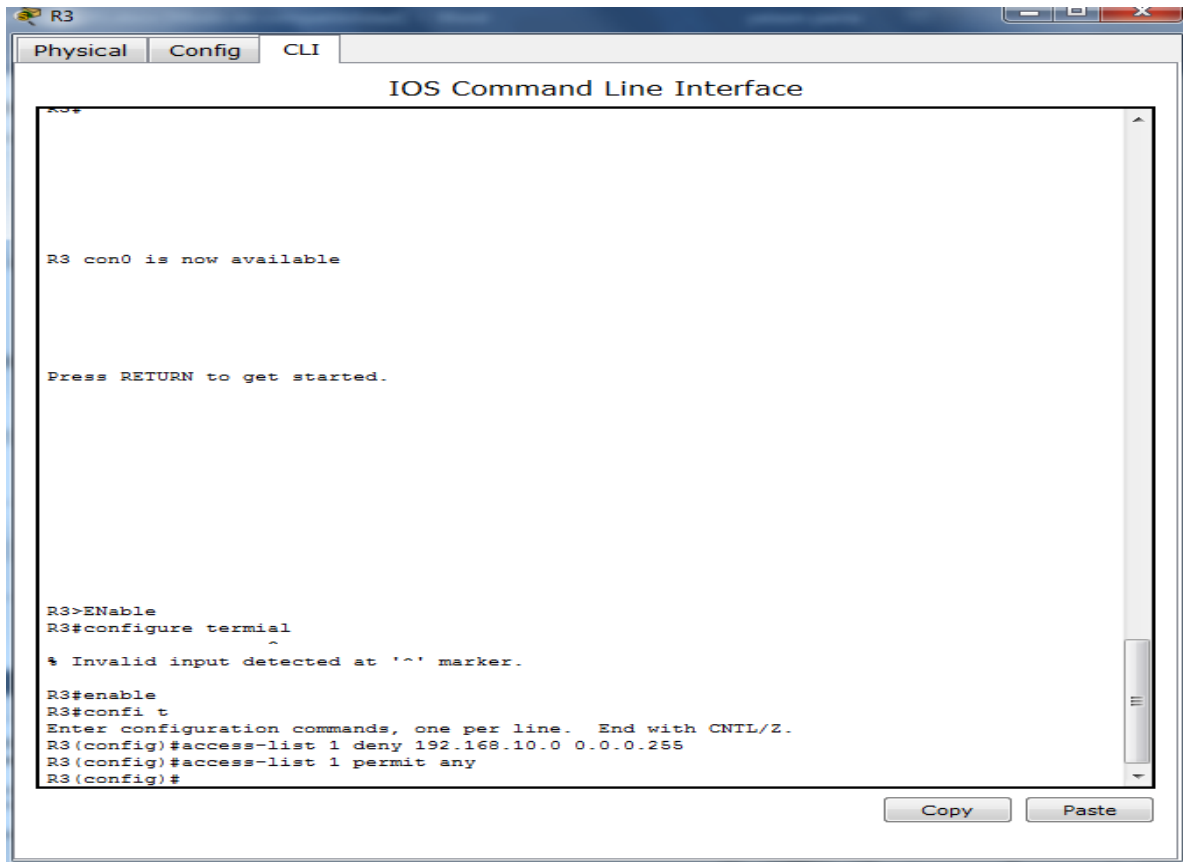 R3
Physical Config CLI
IOS Command Line Interface
R3#
R3 con0 is now available
Press RETURN to get started.
R3>ENable
R3#configure termial
^
% Invalid input detected at '^' marker.
R3#enable
R3#confi t
Enter configuration commands, one per line.  End with CNTL/Z.
R3(config)#access-list 1 deny 192.168.10.0 0.0.0.255
R3(config)#access-list 1 permit any
R3(config)#
Copy Paste